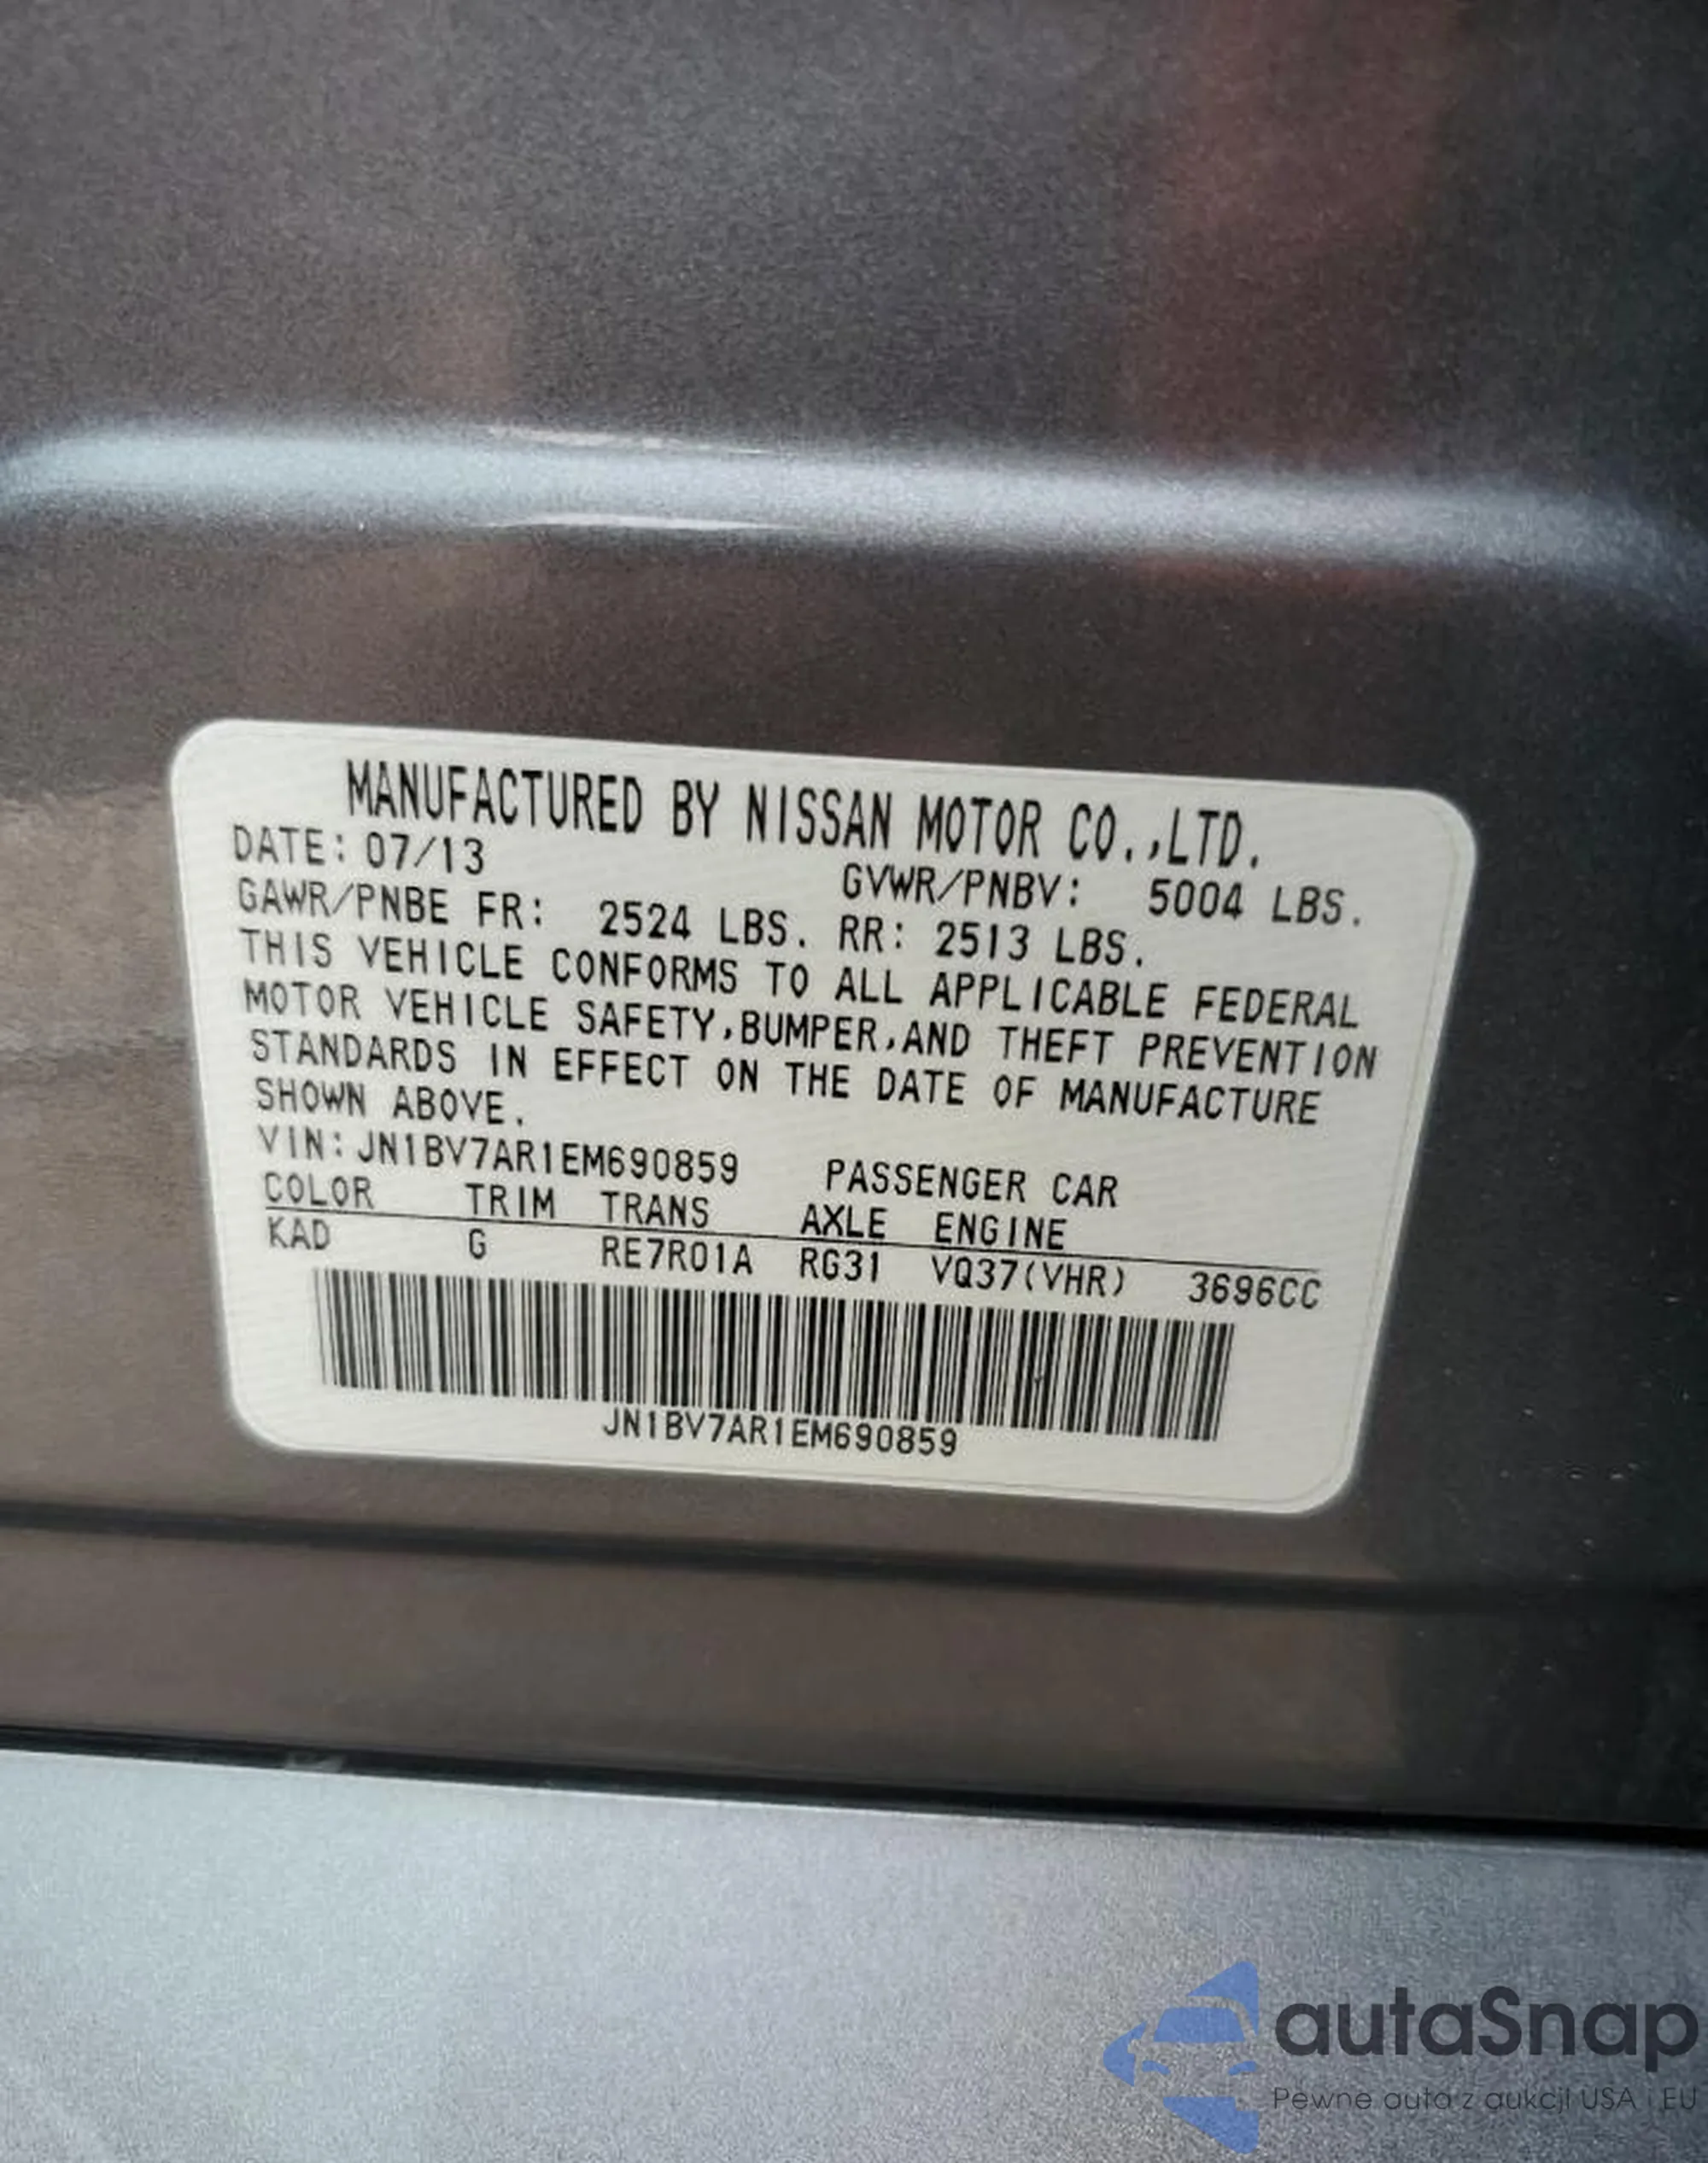 MANUFACTURED BY NISSAN MOTOR CO.,LTD.
DATE: 07/13 GVWR/PNBV: 5004 LBS.
GAWR/PNBE FR: 2524 LBS. RR: 2513 LBS.
THIS VEHICLE CONFORMS TO ALL APPLICABLE FEDERAL
MOTOR VEHICLE SAFETY,BUMPER,AND THEFT PREVENTION
STANDARDS IN EFFECT ON THE DATE OF MANUFACTURE
SHOWN ABOVE.
VIN:JN1BV7AR1EM690859 PASSENGER CAR
COLOR TRIM TRANS AXLE ENGINE
KAD G RE7R01A RG31 VQ37(VHR) 3696CC
JN1BV7AR1EM690859
autaSnap
Pewne auta z aukcji USA i EU